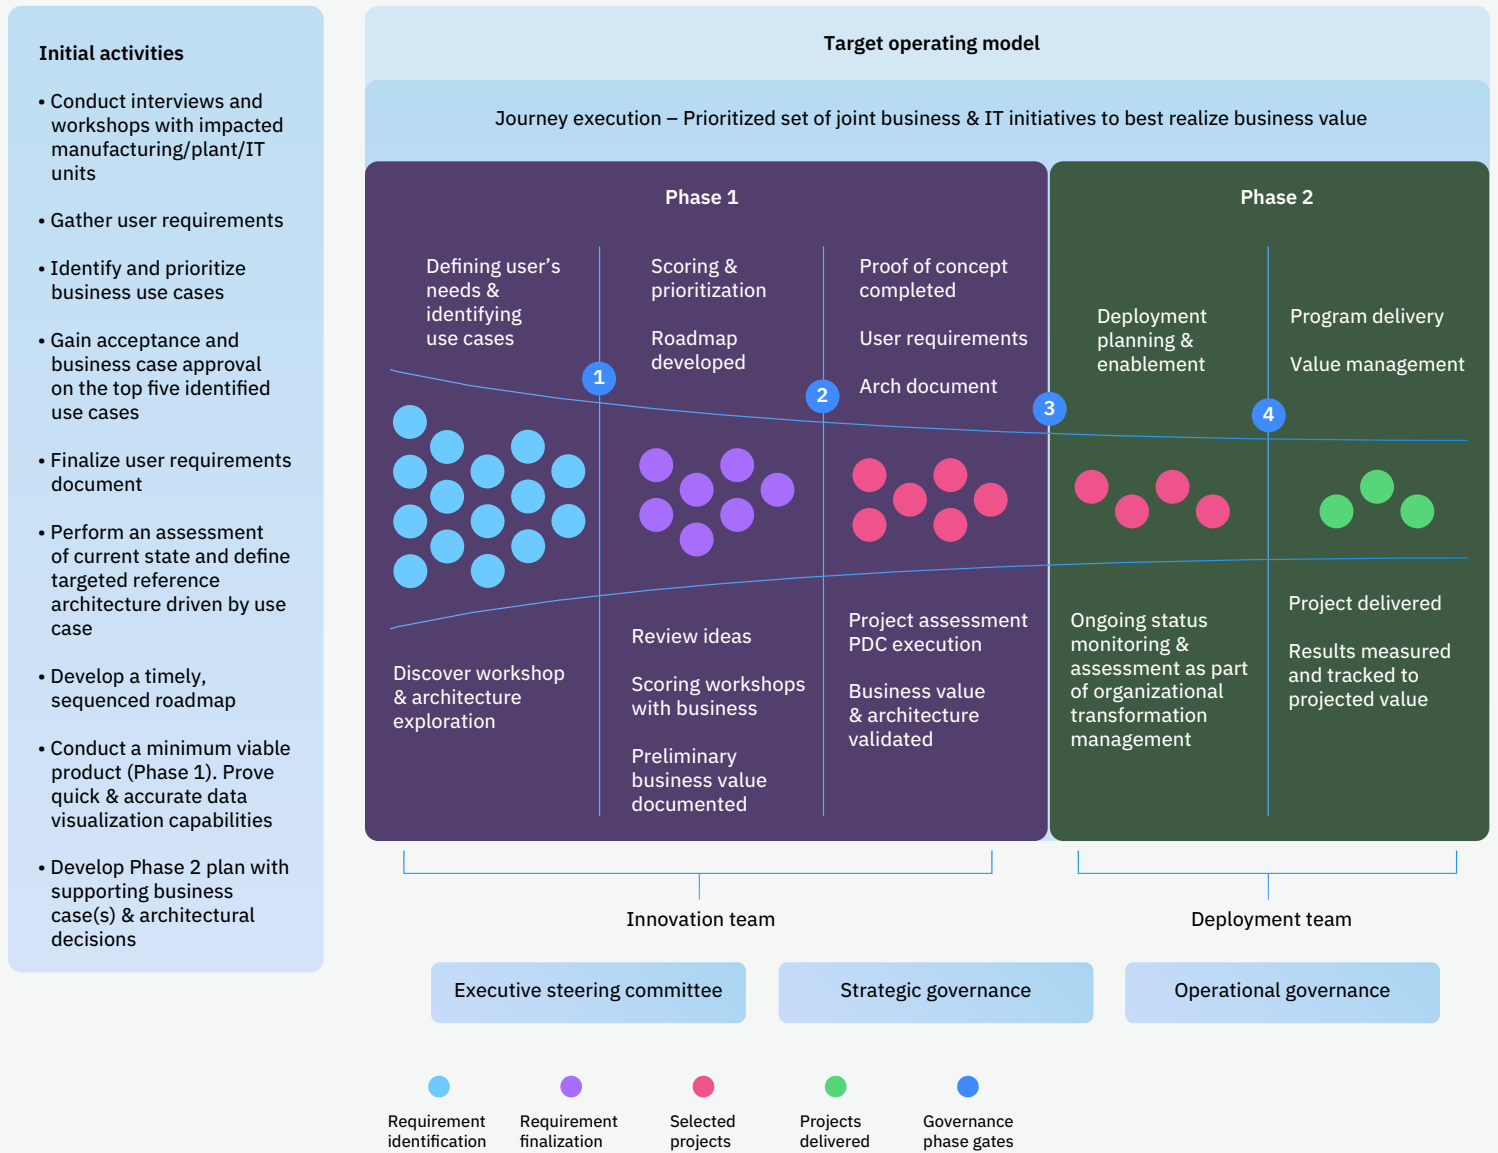 Initial activities
• Conduct interviews and
workshops with impacted
manufacturing/plant/IT
units
• Gather user requirements
• Identify and prioritize
business use cases
• Gain acceptance and
business case approval
on the top five identified
use cases
• Finalize user requirements
document
• Perform an assessment
of current state and define
targeted reference
architecture driven by use
case
• Develop a timely,
sequenced roadmap
• Conduct a minimum viable
product (Phase 1). Prove
quick & accurate data
visualization capabilities
• Develop Phase 2 plan with
supporting business
case(s) & architectural
decisions
Target operating model
Journey execution – Prioritized set of joint business & IT initiatives to best realize business value
Phase 1
Defining user’s
needs &
identifying
use cases
1
Scoring &
prioritization
Roadmap
developed
2
Proof of concept
completed
User requirements
Arch document
3
Discover workshop
& architecture
exploration
Review ideas
Scoring workshops
with business
Preliminary
business value
documented
Project assessment
PDC execution
Business value
& architecture
validated
Phase 2
Deployment
planning &
enablement
4
Program delivery
Value management
Ongoing status
monitoring &
assessment as part
of organizational
transformation
management
Project delivered
Results measured
and tracked to
projected value
Innovation team
Deployment team
Executive steering committee
Strategic governance
Operational governance
Requirement
identification
Requirement
finalization
Selected
projects
Projects
delivered
Governance
phase gates